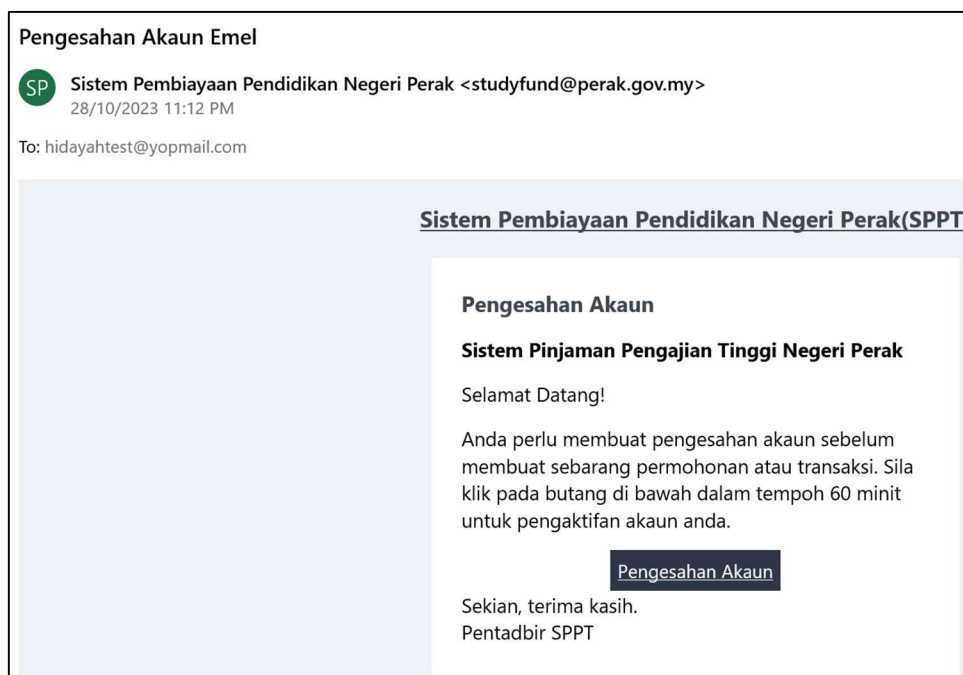 Pengesahan Akaun Emel
SP
Sistem Pembiayaan Pendidikan Negeri Perak <studyfund@perak.gov.my>
28/10/2023 11:12 PM
To: hidayahtest@yopmail.com
Sistem Pembiayaan Pendidikan Negeri Perak(SPPT
Pengesahan Akaun
Sistem Pinjaman Pengajian Tinggi Negeri Perak
Selamat Datang!
Anda perlu membuat pengesahan akaun sebelum
membuat sebarang permohonan atau transaksi. Sila
klik pada butang di bawah dalam tempoh 60 minit
untuk pengaktifan akaun anda.
Pengesahan Akaun
Sekian, terima kasih.
Pentadbir SPPT